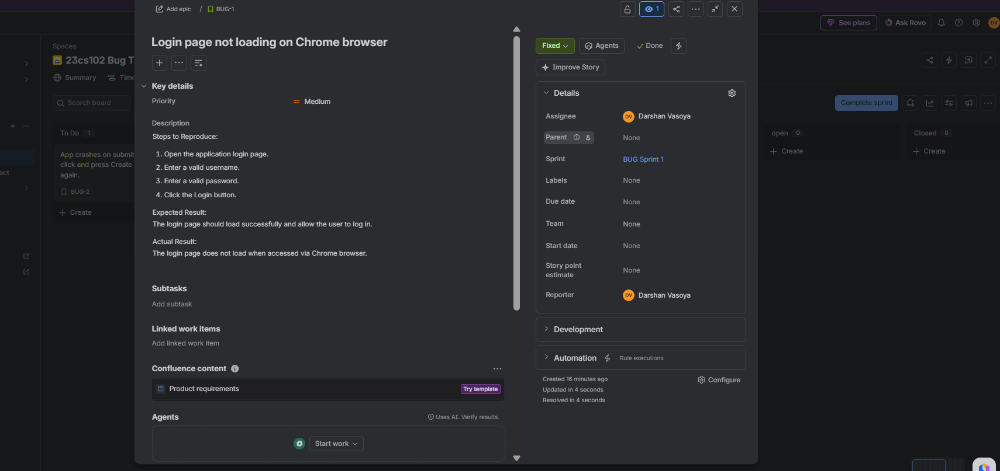 Add epic / BUG-1
1
See plans
Ask Rovo
DV
Spaces
23cs102 Bug T
Summary
Time
Search board
To Do 1
App crashes on submit
click and press Create
again.
BUG-2
Create
ect
Login page not loading on Chrome browser
Key details
Priority
Medium
Description
Steps to Reproduce:
1. Open the application login page.
2. Enter a valid username.
3. Enter a valid password.
4. Click the Login button.
Expected Result:
The login page should load successfully and allow the user to log in.
Actual Result:
The login page does not load when accessed via Chrome browser.
Subtasks
Add subtask
Linked work items
Add linked work item
Confluence content
Product requirements
Try template
Agents
Uses AI. Verify results.
Start work
Fixed
Agents
Done
Improve Story
Details
Assignee
DV Darshan Vasoya
Parent
None
Sprint
BUG Sprint 1
Labels
None
Due date
None
Team
None
Start date
None
Story point
estimate
None
Reporter
DV Darshan Vasoya
Development
Automation
Rule executions
Created 16 minutes ago
Updated in 4 seconds
Resolved in 4 seconds
Configure
Complete sprint
open 0
Create
Closed 0
Create